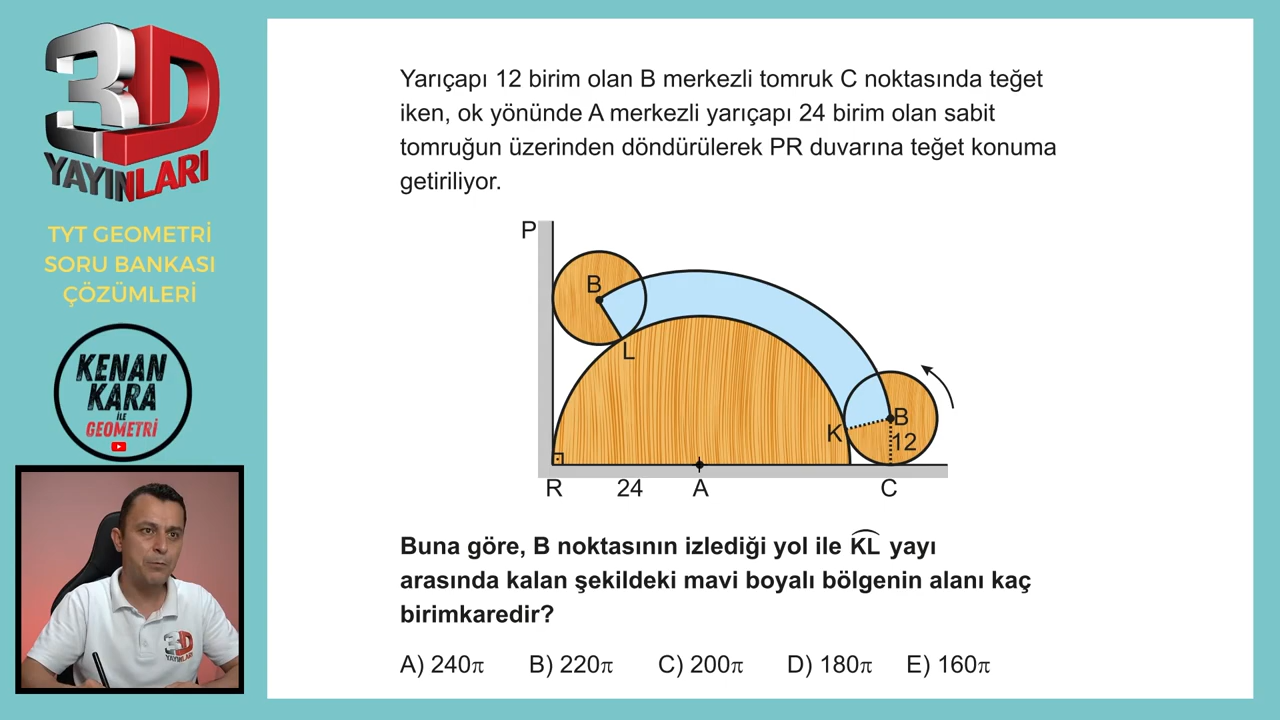 3D
YAYINLARI
TYT GEOMETRİ
SORU BANKASI
ÇÖZÜMLERİ
KENAN
KARA
İLE
GEOMETRİ
3D
YAYINLARI
Yarıçapı 12 birim olan B merkezli tomruk C noktasında teğet
iken, ok yönünde A merkezli yarıçapı 24 birim olan sabit
tomruğun üzerinden döndürülerek PR duvarına teğet konuma
getiriliyor.
P
B
L
K
B
12
R
24
A
C
Buna göre, B noktasının izlediği yol ile KL yayı
arasında kalan şekildeki mavi boyalı bölgenin alanı kaç
birimkaredir?
A) 240π B) 220π C) 200π D) 180π E) 160π